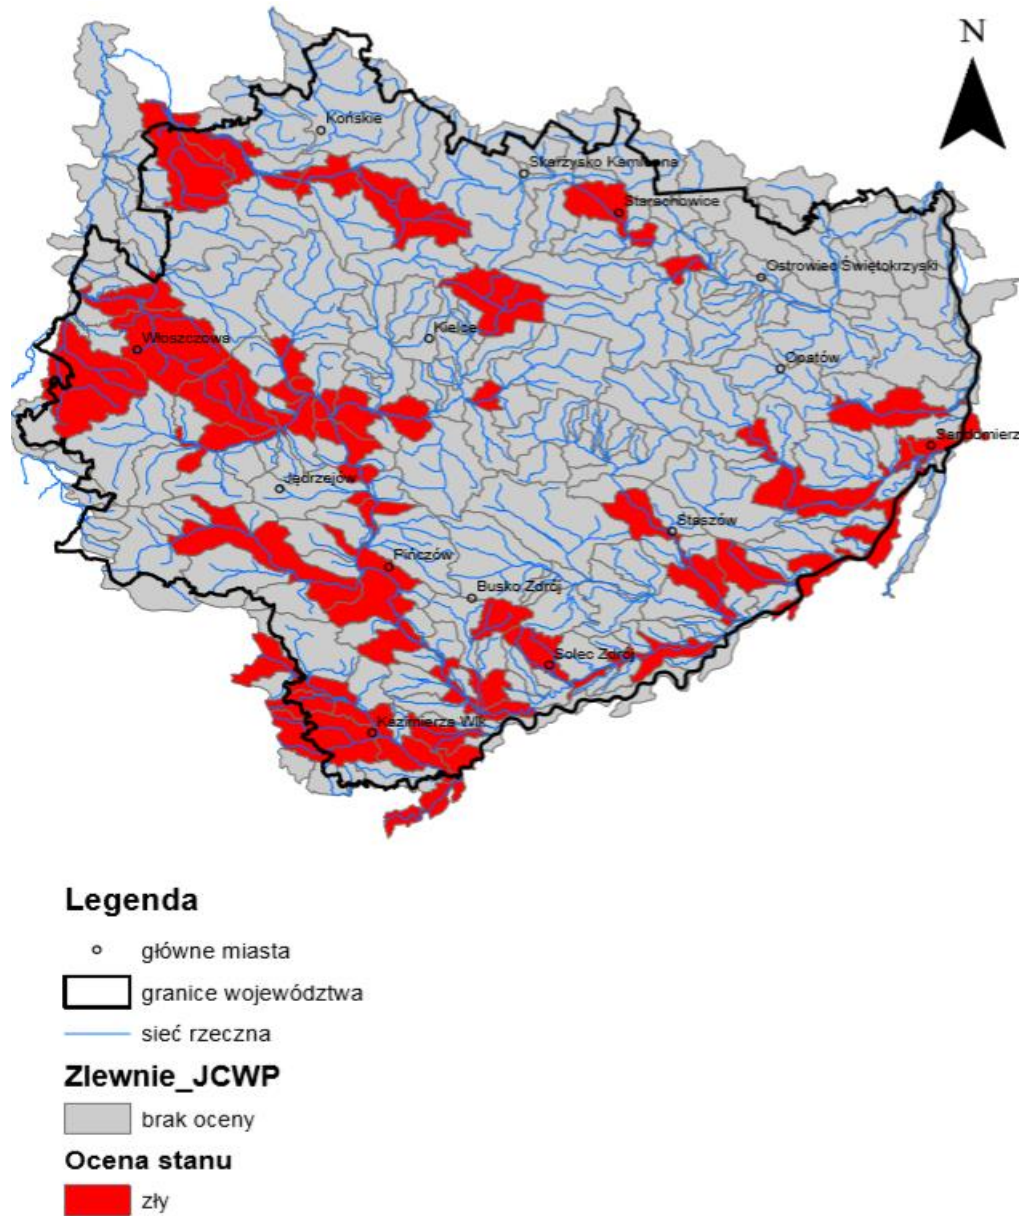 N
Końskie
Skarżysko Kamienna
Starachowice
Ostrowiec Świętokrzyski
Kielce
Włoszczowa
Opatów
Sandomierz
Jędrzejów
Staszów
Pińczów
Busko Zdrój
Solec Zdrój
Kazimierza Wlk
Legenda
główne miasta
granice województwa
sieć rzeczna
Zlewnie_JCWP
brak oceny
Ocena stanu
zły